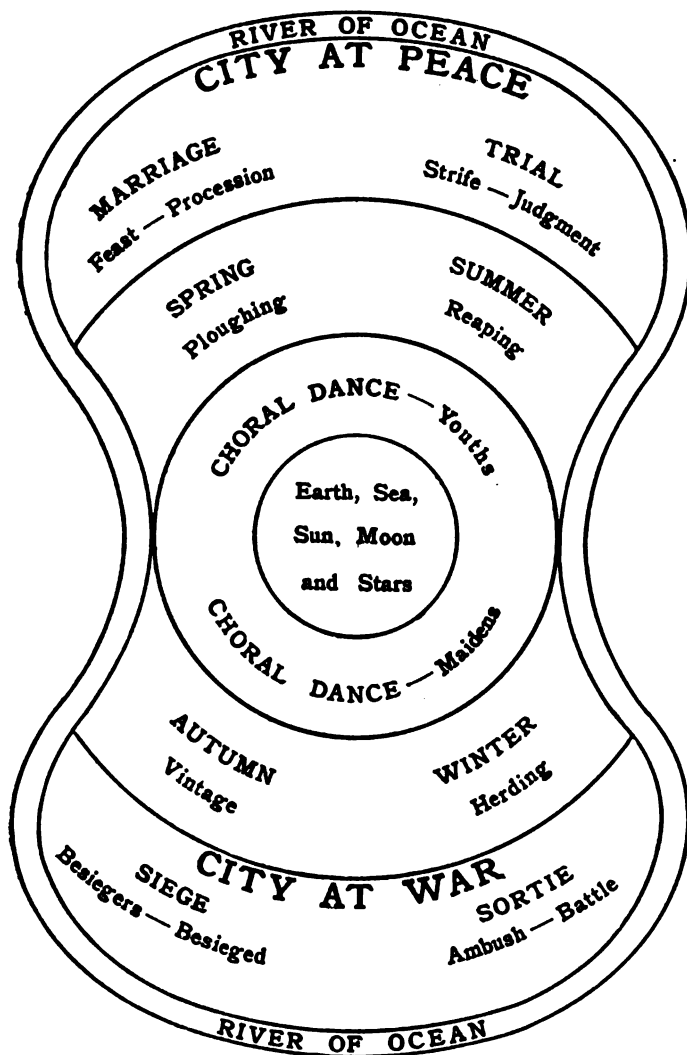 RIVER OF OCEAN
CITY AT PEACE
MARRIAGE
Feast — Procession
TRIAL
Strife — Judgment
SPRING
Ploughing
SUMMER
Reaping
CHORAL DANCE — Youths
Earth, Sea,
Sun, Moon
and Stars
CHORAL DANCE — Maidens
AUTUMN
Vintage
WINTER
Herding
CITY AT WAR
SIEGE
Besiegers — Besieged
SORTIE
Ambush — Battle
RIVER OF OCEAN